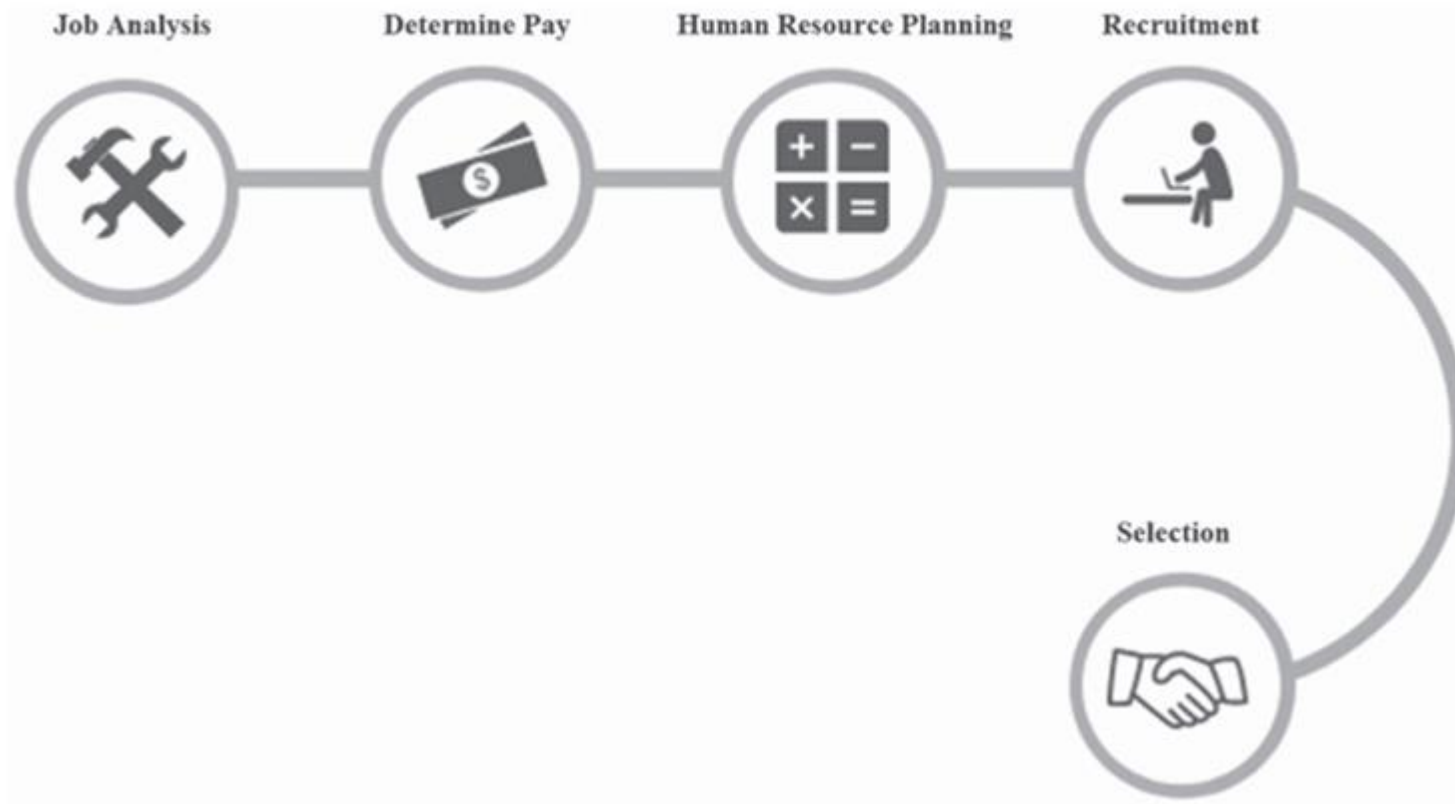 Job Analysis
Determine Pay
Human Resource Planning
Recruitment
$
+
−
×
=
Selection